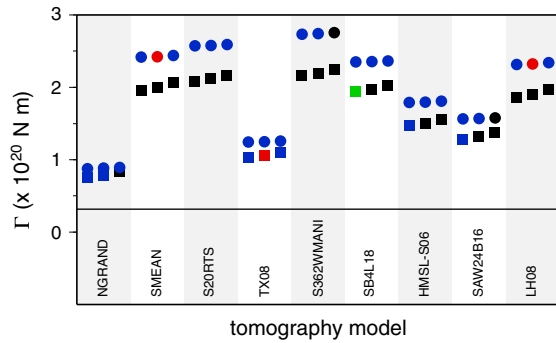 3
2
1
0
Γ (x 10²⁰ N m)
NGRAND
SMEAN
S20RTS
TX08
S362WMANI
SB4L18
HMSL-S06
SAW24B16
LH08
tomography model